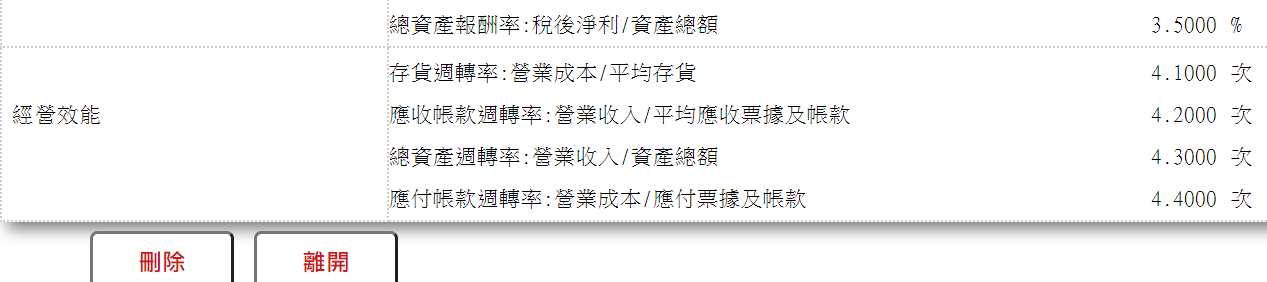 總資產報酬率:稅後淨利/資產總額 3.5000 %
存貨週轉率:營業成本/平均存貨 4.1000 次
經營效能 應收帳款週轉率:營業收入/平均應收票據及帳款 4.2000 次
總資產週轉率:營業收入/資產總額 4.3000 次
應付帳款週轉率:營業成本/應付票據及帳款 4.4000 次
刪除 離開